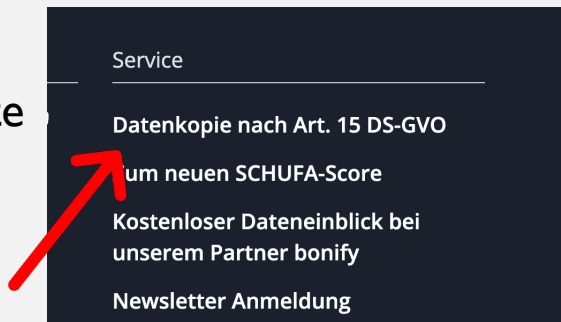 Service
Datenkopie nach Art. 15 DS-GVO
um neuen SCHUFA-Score
Kostenloser Dateneinblick bei
unserem Partner bonify
Newsletter Anmeldung